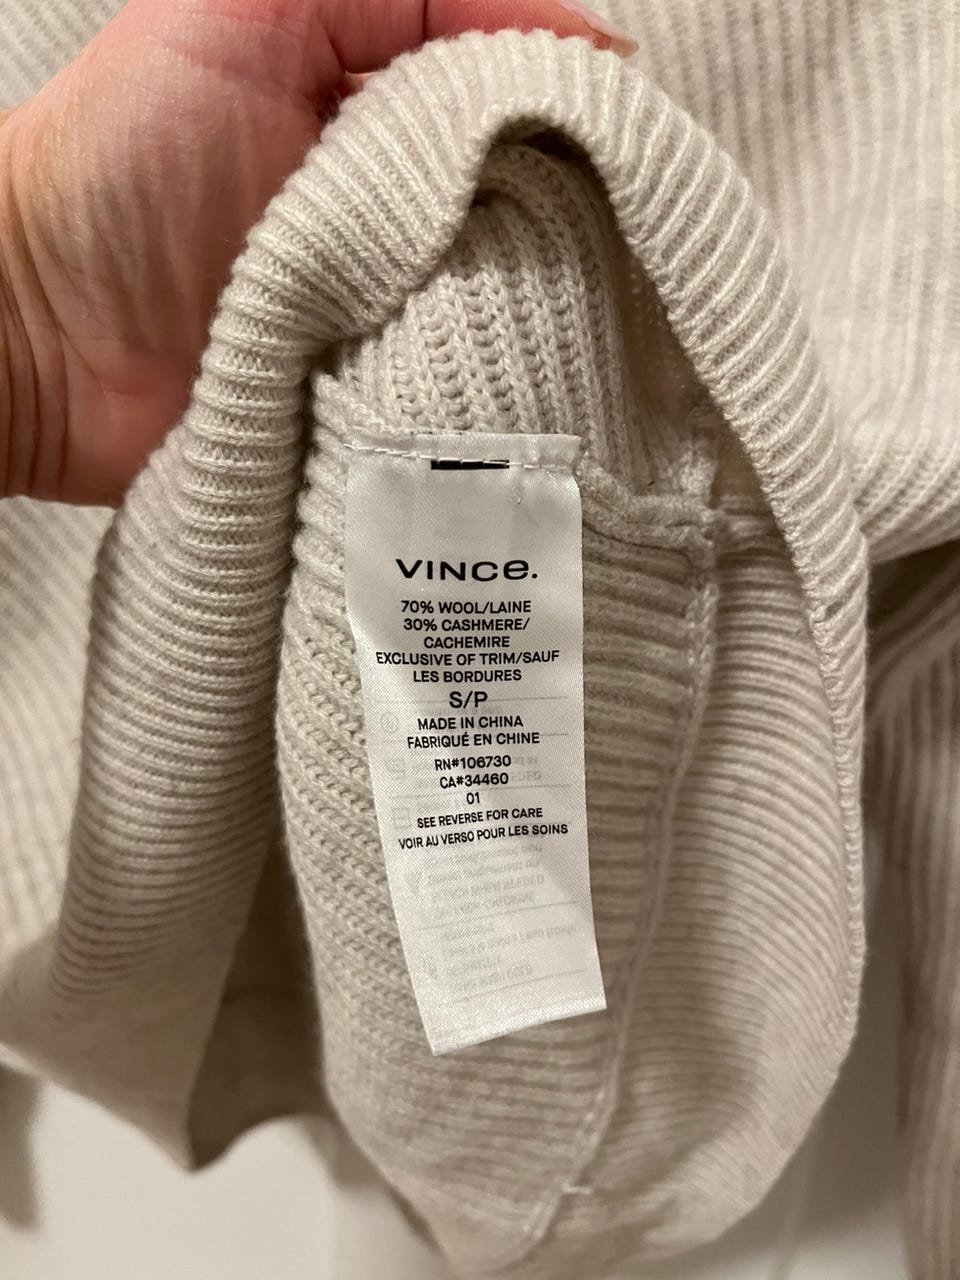 VINCE.
70% WOOL/LAINE
30% CASHMERE/
CACHEMIRE
EXCLUSIVE OF TRIM/SAUF
LES BORDURES
S/P
MADE IN CHINA
FABRIQUÉ EN CHINE
RN#106730
CA#34460
01
SEE REVERSE FOR CARE
VOIR AU VERSO POUR LES SOINS